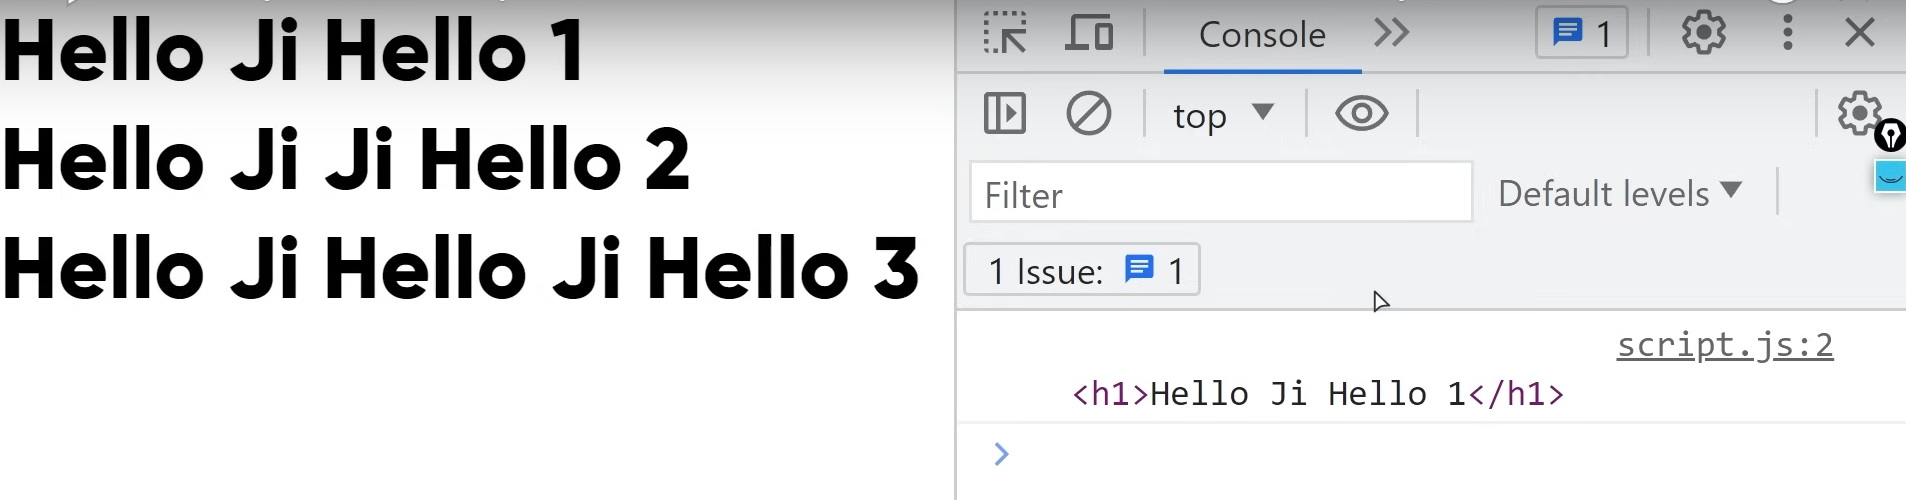 Hello Ji Hello 1
Hello Ji Ji Hello 2
Hello Ji Hello Ji Hello 3
Console
1
top
Filter
Default levels
1 Issue: 1
script.js:2
<h1>Hello Ji Hello 1</h1>